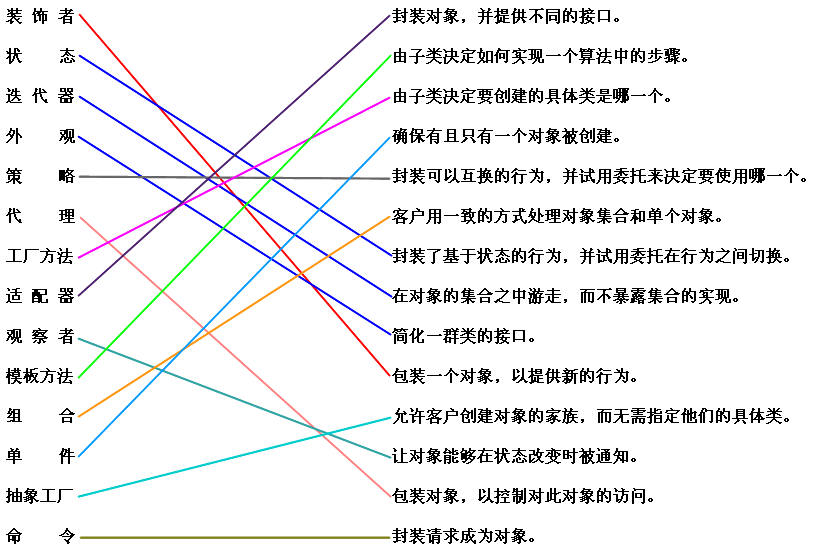 装 饰 者 封装对象，并提供不同的接口。
状 态 由子类决定如何实现一个算法中的步骤。
迭 代 器 由子类决定要创建的具体类是哪一个。
外 观 确保有且只有一个对象被创建。
策 略 封装可以互换的行为，并试用委托来决定要使用哪一个。
代 理 客户用一致的方式处理对象集合和单个对象。
工厂方法 封装了基于状态的行为，并试用委托在行为之间切换。
适 配 器 在对象的集合之中游走，而不暴露集合的实现。
观 察 者 简化一群类的接口。
模板方法 包装一个对象，以提供新的行为。
组 合 允许客户创建对象的家族，而无需指定他们的具体类。
单 件 让对象能够在状态改变时被通知。
抽象工厂 包装对象，以控制对此对象的访问。
命 令 封装请求成为对象。